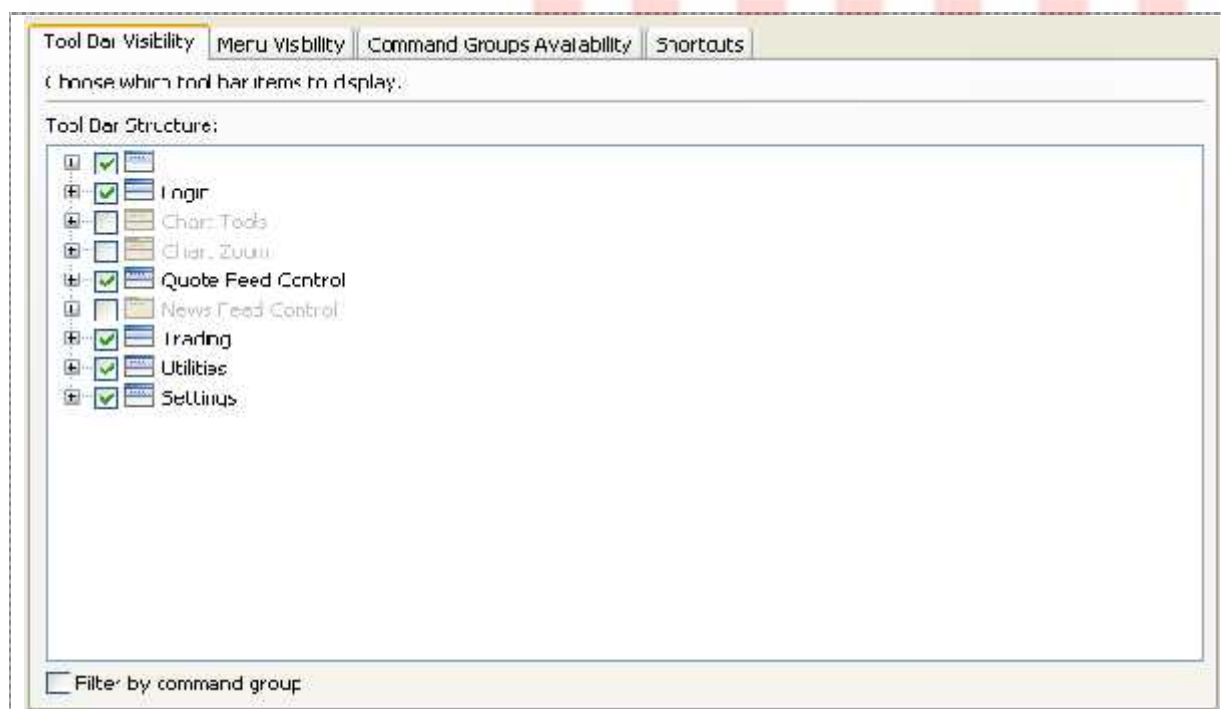 Tool Bar Visibility Menu Visibility Command Groups Availability Shortcuts
Choose which tool bar items to display.
Tool Bar Structure:
Login
Chart Tools
Chart Zoom
Quote Feed Control
News Feed Control
Trading
Utilities
Settings
Filter by command group